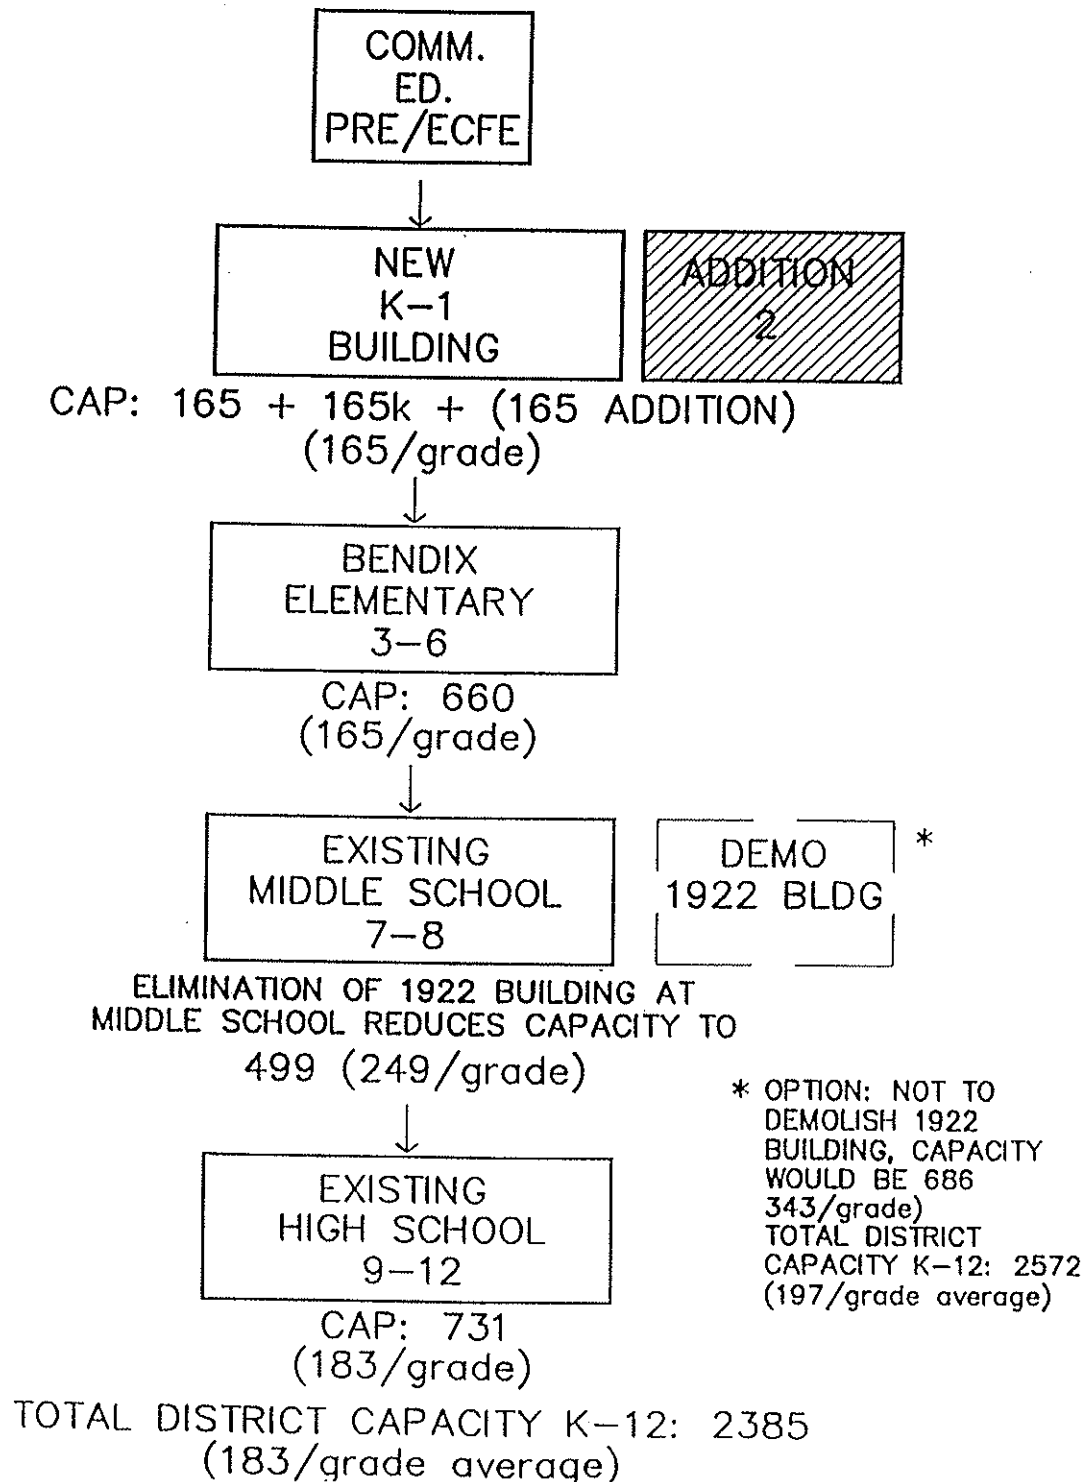 COMM.
ED.
PRE/ECFE
NEW
K-1
BUILDING
ADDITION
2
CAP: 165 + 165k + (165 ADDITION)
(165/grade)
BENDIX
ELEMENTARY
3-6
CAP: 660
(165/grade)
EXISTING
MIDDLE SCHOOL
7-8
DEMO
1922 BLDG
*
ELIMINATION OF 1922 BUILDING AT
MIDDLE SCHOOL REDUCES CAPACITY TO
499 (249/grade)
EXISTING
HIGH SCHOOL
9-12
CAP: 731
(183/grade)
* OPTION: NOT TO
DEMOLISH 1922
BUILDING, CAPACITY
WOULD BE 686
343/grade)
TOTAL DISTRICT
CAPACITY K-12: 2572
(197/grade average)
TOTAL DISTRICT CAPACITY K-12: 2385
(183/grade average)